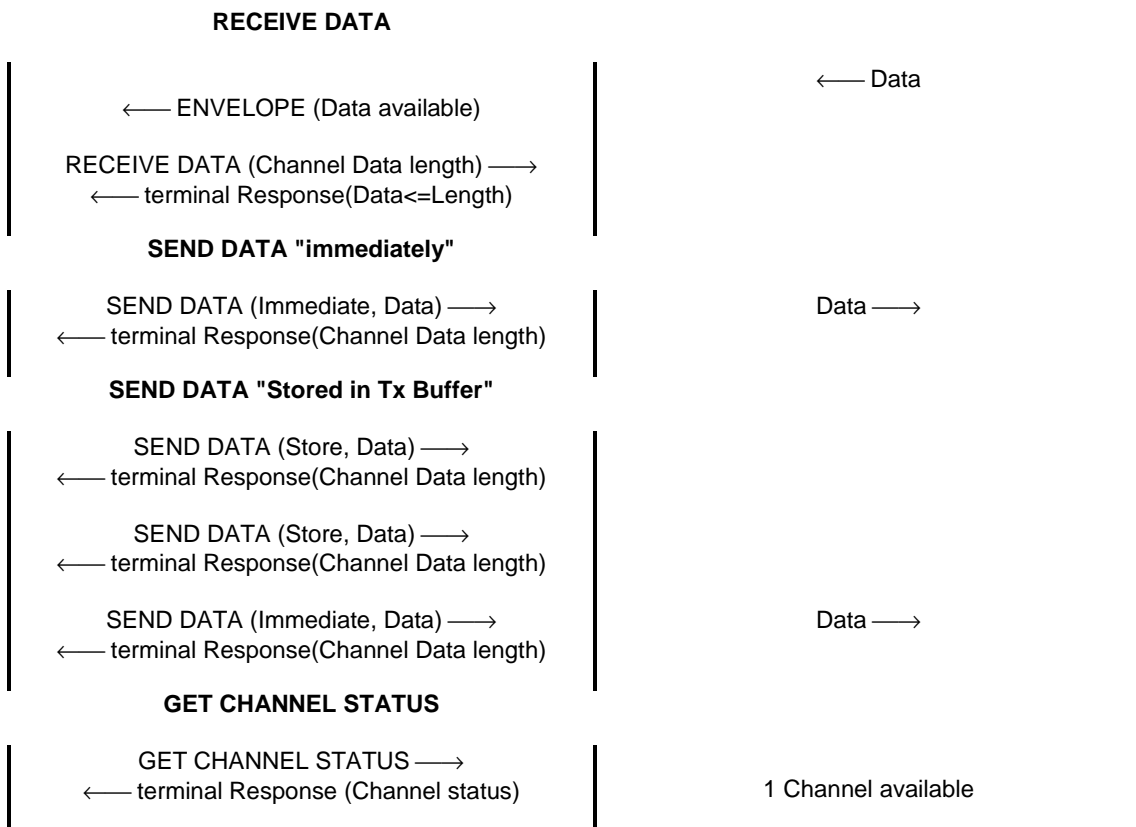 RECEIVE DATA
←── Data
←── ENVELOPE (Data available)
RECEIVE DATA (Channel Data length) ──→
←── terminal Response(Data<=Length)
SEND DATA "immediately"
SEND DATA (Immediate, Data) ──→ Data ──→
←── terminal Response(Channel Data length)
SEND DATA "Stored in Tx Buffer"
SEND DATA (Store, Data) ──→
←── terminal Response(Channel Data length)
SEND DATA (Store, Data) ──→
←── terminal Response(Channel Data length)
SEND DATA (Immediate, Data) ──→ Data ──→
←── terminal Response(Channel Data length)
GET CHANNEL STATUS
GET CHANNEL STATUS ──→
←── terminal Response (Channel status) 1 Channel available